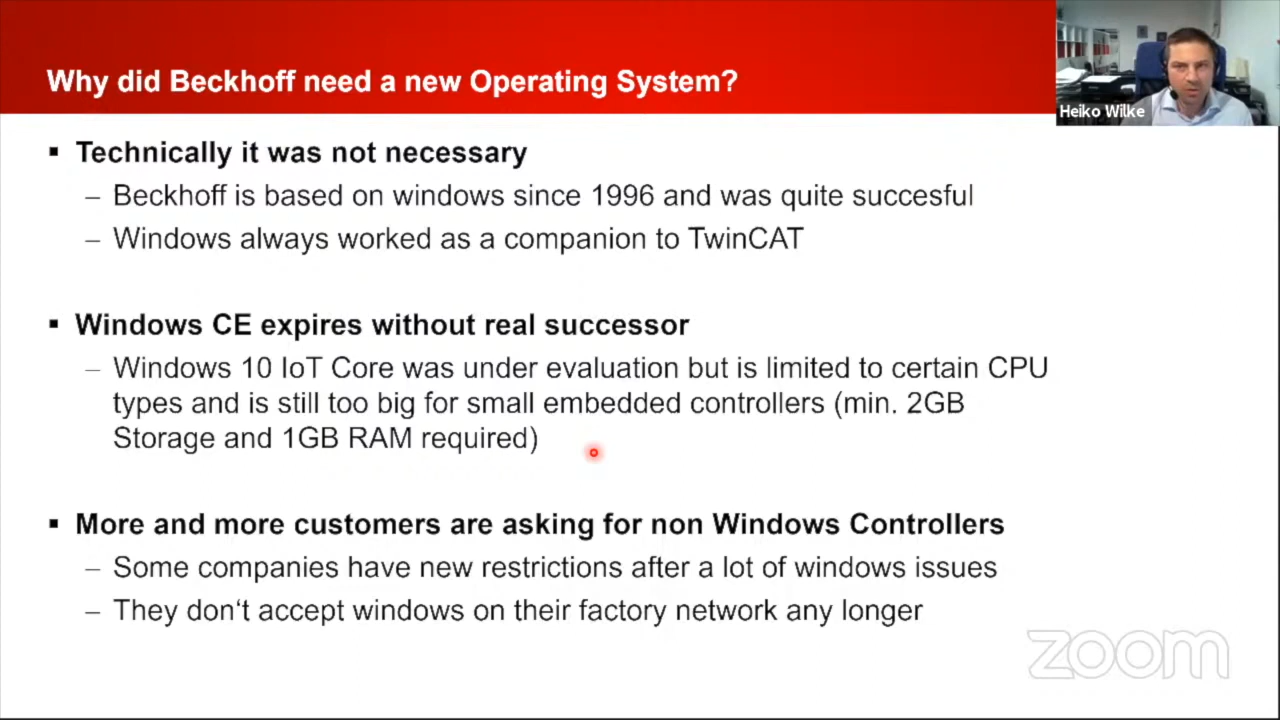 Why did Beckhoff need a new Operating System?
Heiko Wilke
▪ Technically it was not necessary
– Beckhoff is based on windows since 1996 and was quite succesful
– Windows always worked as a companion to TwinCAT
▪ Windows CE expires without real successor
– Windows 10 IoT Core was under evaluation but is limited to certain CPU
types and is still too big for small embedded controllers (min. 2GB
Storage and 1GB RAM required)
▪ More and more customers are asking for non Windows Controllers
– Some companies have new restrictions after a lot of windows issues
– They don‘t accept windows on their factory network any longer
zoom